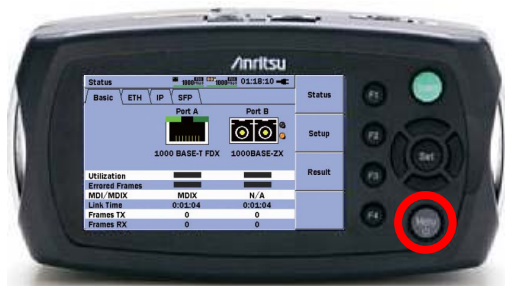 Anritsu
Status 01:18:10
Basic ETH IP SFP
Port A Port B
1000 BASE-T FDX 1000BASE-ZX
Utilization
Errored Frames
MDI/MDIX MDIX N/A
Link Time 0:01:04 0:01:04
Frames TX 0 0
Frames RX 0 0
Status
Setup
Result
F1
F2
F3
F4
Start
Set
Menu